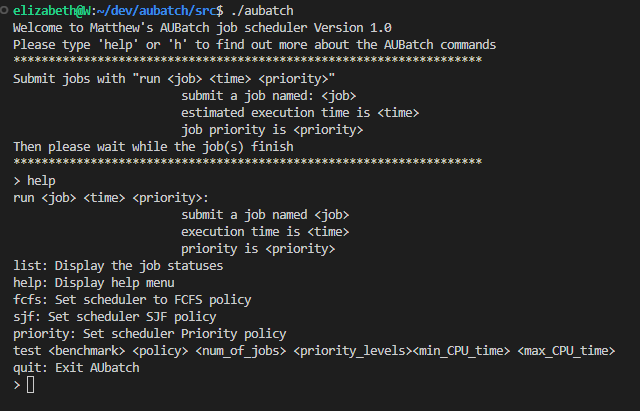 elizabeth@W:~/dev/aubatch/src$ ./aubatch
Welcome to Matthew's AUBatch job scheduler Version 1.0
Please type 'help' or 'h' to find out more about the AUBatch commands
*******************************************************************
Submit jobs with "run <job> <time> <priority>"
submit a job named: <job>
estimated execution time is <time>
job priority is <priority>
Then please wait while the job(s) finish
*******************************************************************
> help
run <job> <time> <priority>:
submit a job named <job>
execution time is <time>
priority is <priority>
list: Display the job statuses
help: Display help menu
fcfs: Set scheduler to FCFS policy
sjf: Set scheduler SJF policy
priority: Set scheduler Priority policy
test <benchmark> <policy> <num_of_jobs> <priority_levels><min_CPU_time> <max_CPU_time>
quit: Exit AUbatch
>